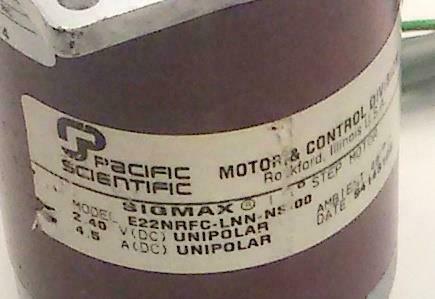 PACIFIC
SCIENTIFIC
MOTOR & CONTROL
Rockford, Illinois U.S.A.
SIGMAX ® STEP MOTOR
MODEL E22NRFC-LNN-NS-00
2.40 V(DC) UNIPOLAR
4.5 A(DC) UNIPOLAR
AMBIENT
DATE